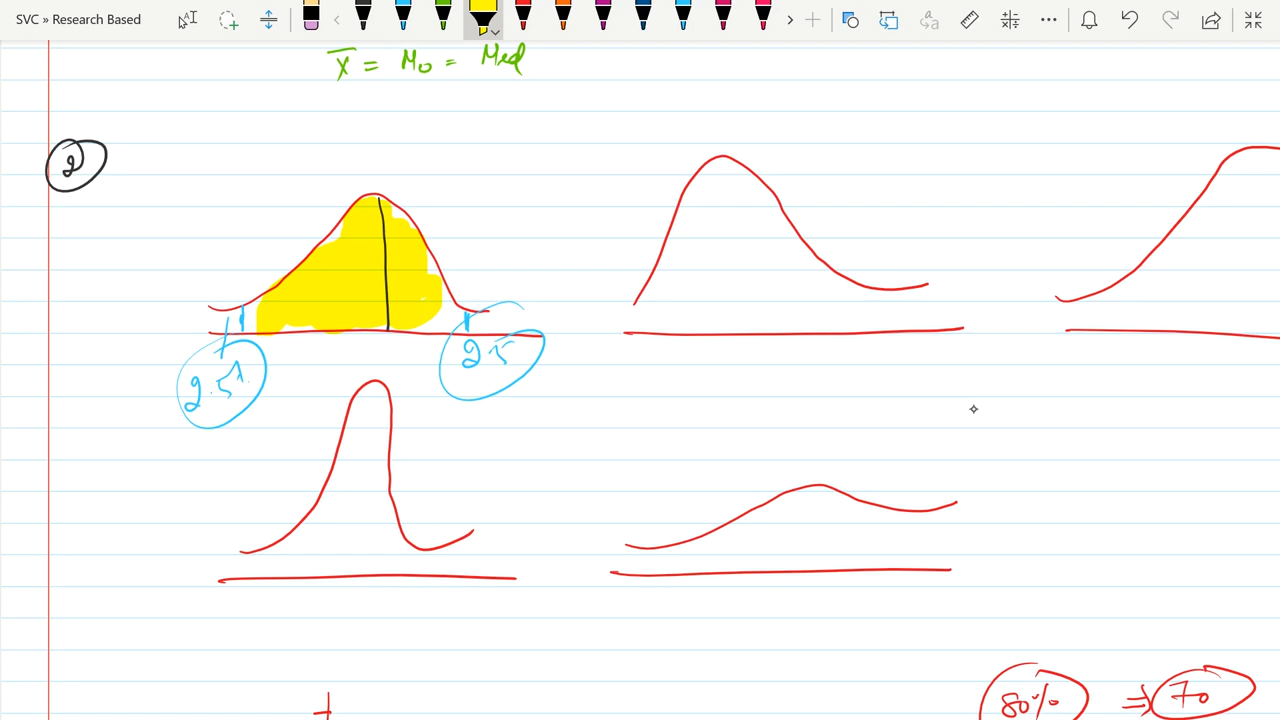 SVC » Research Based
X̄ = Mo = Med
2
2.5%
2.5
80% ⇒ 70